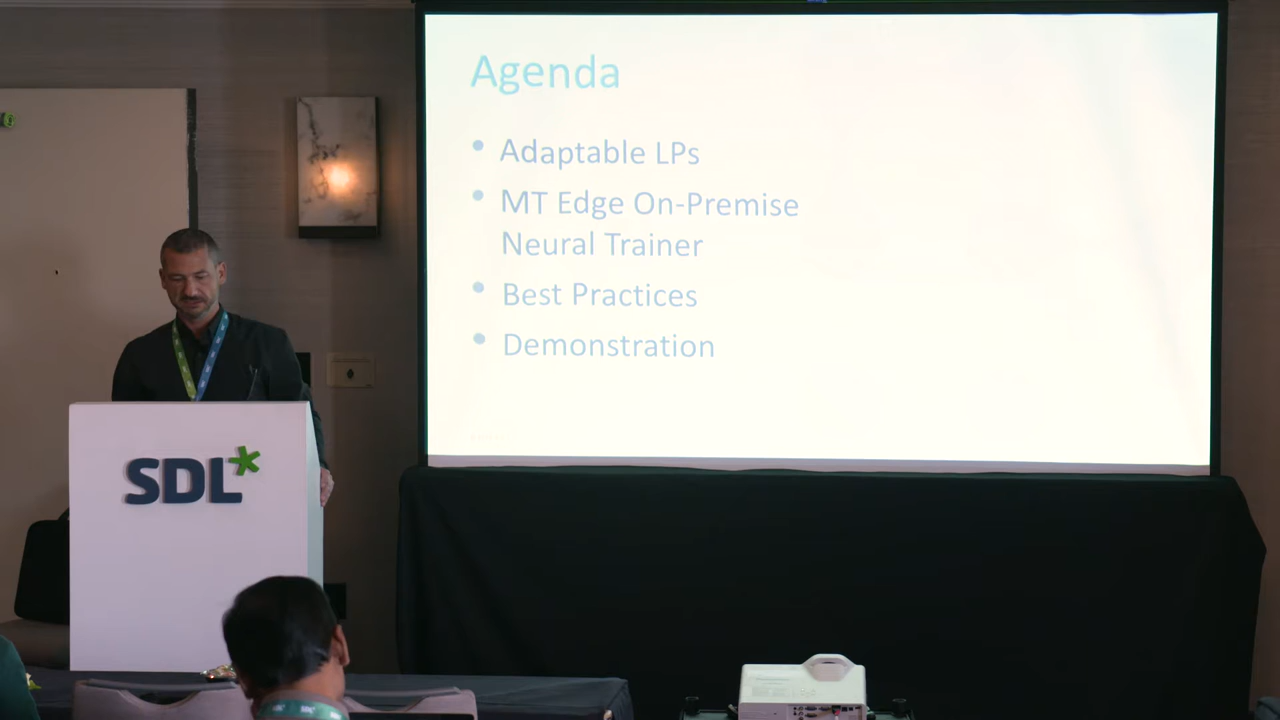 Agenda
• Adaptable LPs
• MT Edge On-Premise
Neural Trainer
• Best Practices
• Demonstration
SDL*